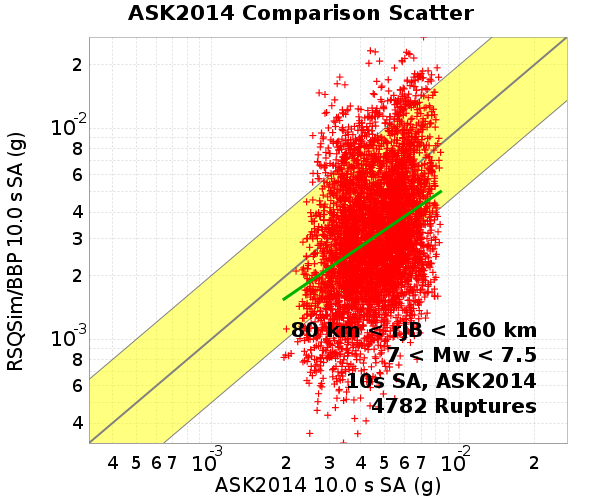 ASK2014 Comparison Scatter
RSQSim/BBP 10.0 s SA (g)
2
10-2
8
6
4
3
2
10-3
8
6
4
80 km < rJB < 160 km
7 < Mw < 7.5
10s SA, ASK2014
4782 Ruptures
4 5 6 7 10-3 2 3 4 5 6 7 10-2 2
ASK2014 10.0 s SA (g)